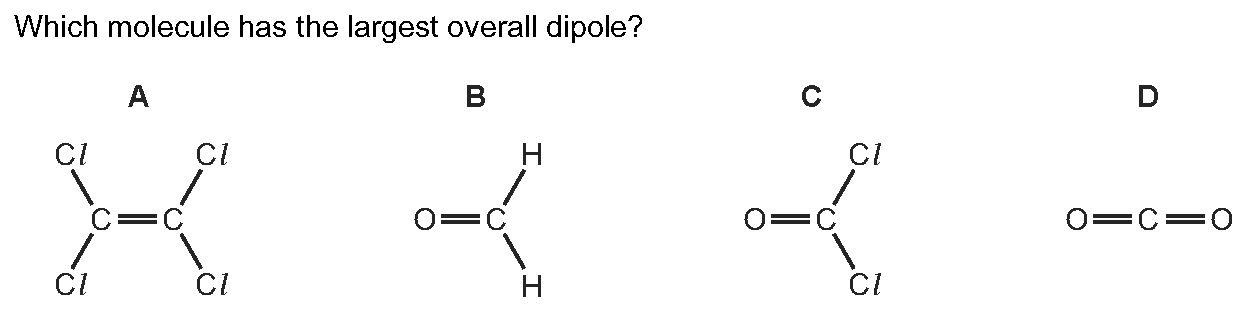 Which molecule has the largest overall dipole?
A B C D
Cl Cl H Cl
C C O C O C O C O
Cl Cl H Cl